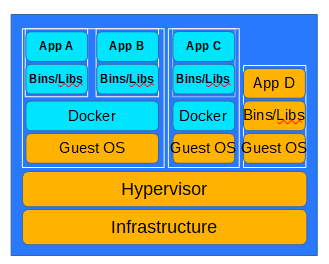 App A
App B
App C
Bins/Libs
Bins/Libs
Bins/Libs
App D
Docker
Docker
Bins/Libs
Guest OS
Guest OS
Guest OS
Hypervisor
Infrastructure